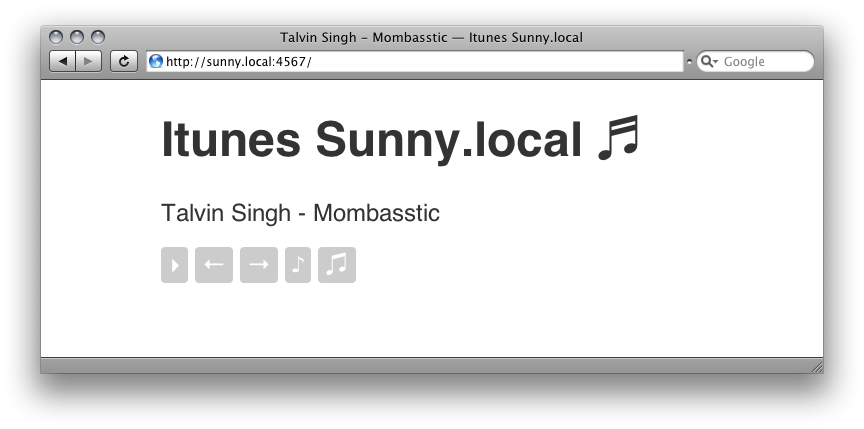 Talvin Singh – Mombasstic — Itunes Sunny.local
http://sunny.local:4567/
Google
Itunes Sunny.local ♬
Talvin Singh - Mombasstic
← → ♪ ♬